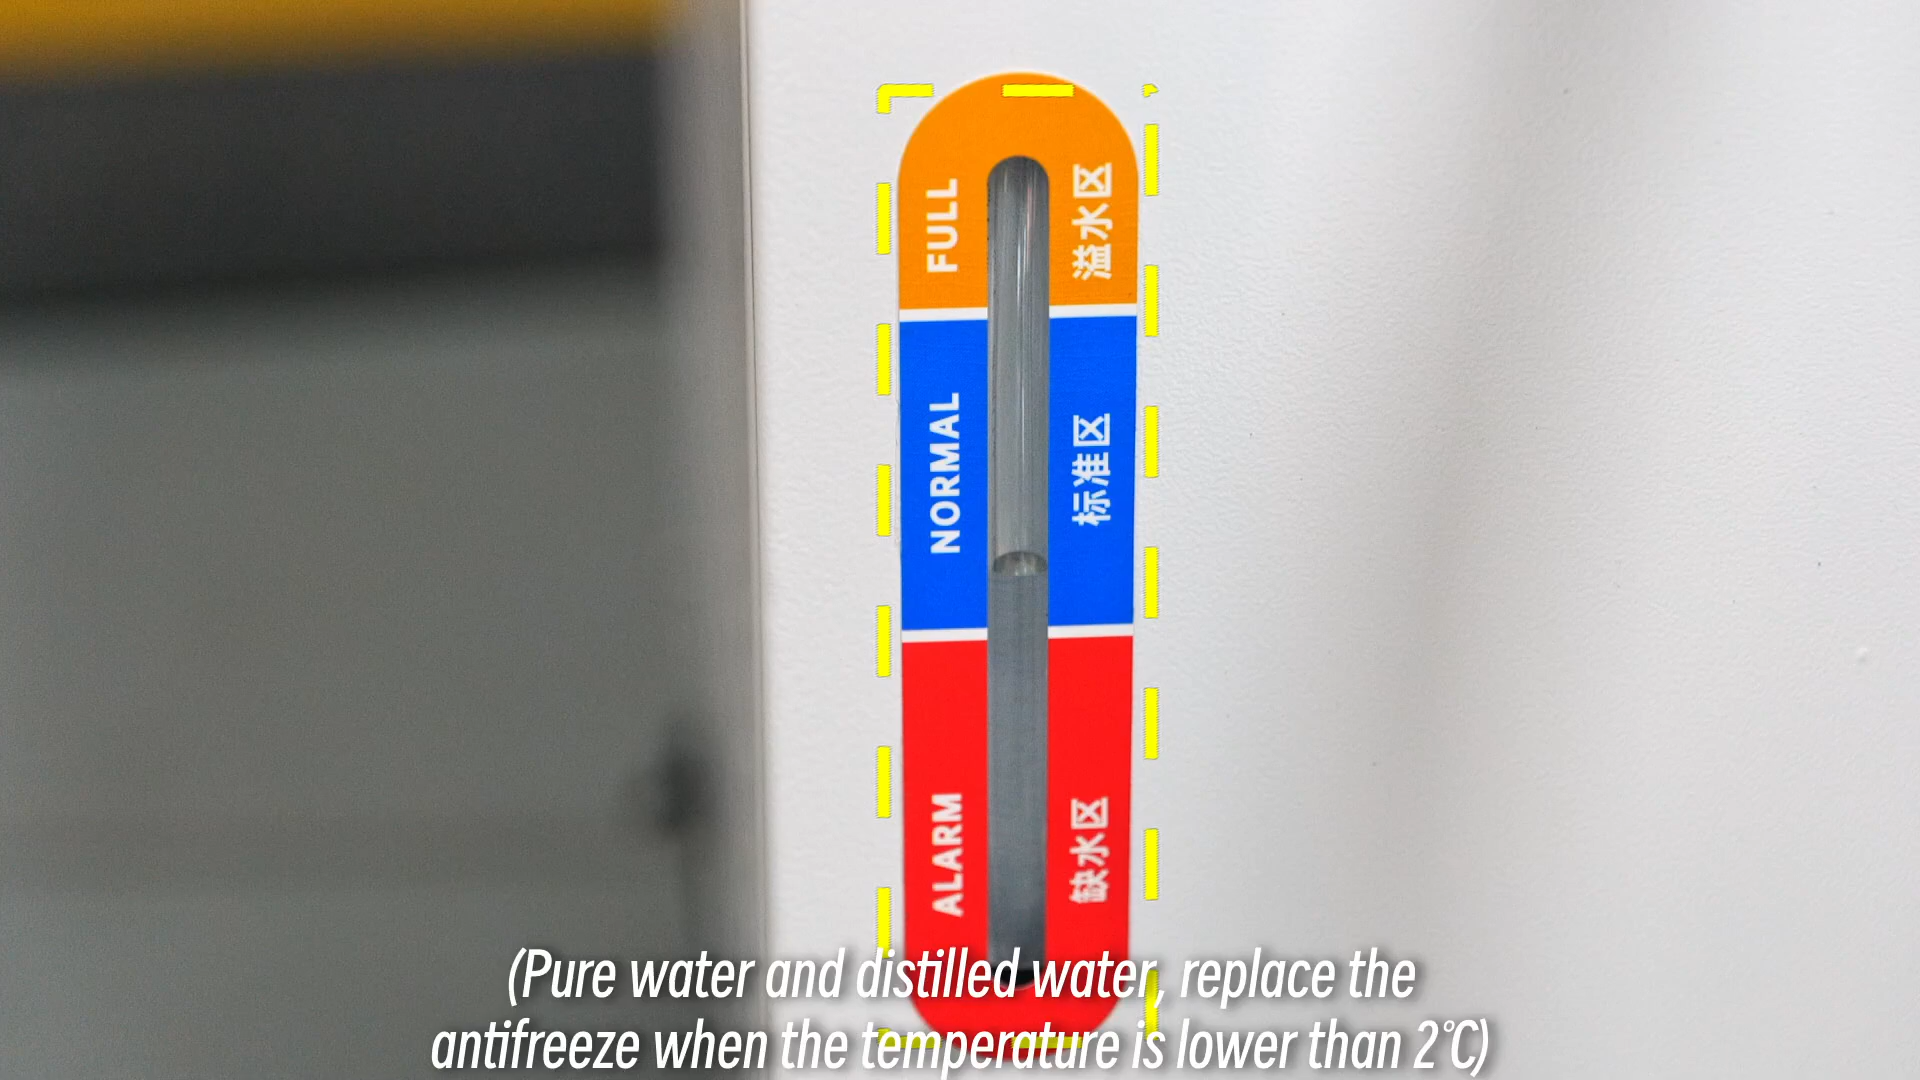 FULL
溢水区
NORMAL
标准区
ALARM
缺水区
(Pure water and distilled water, replace the
antifreeze when the temperature is lower than 2℃)